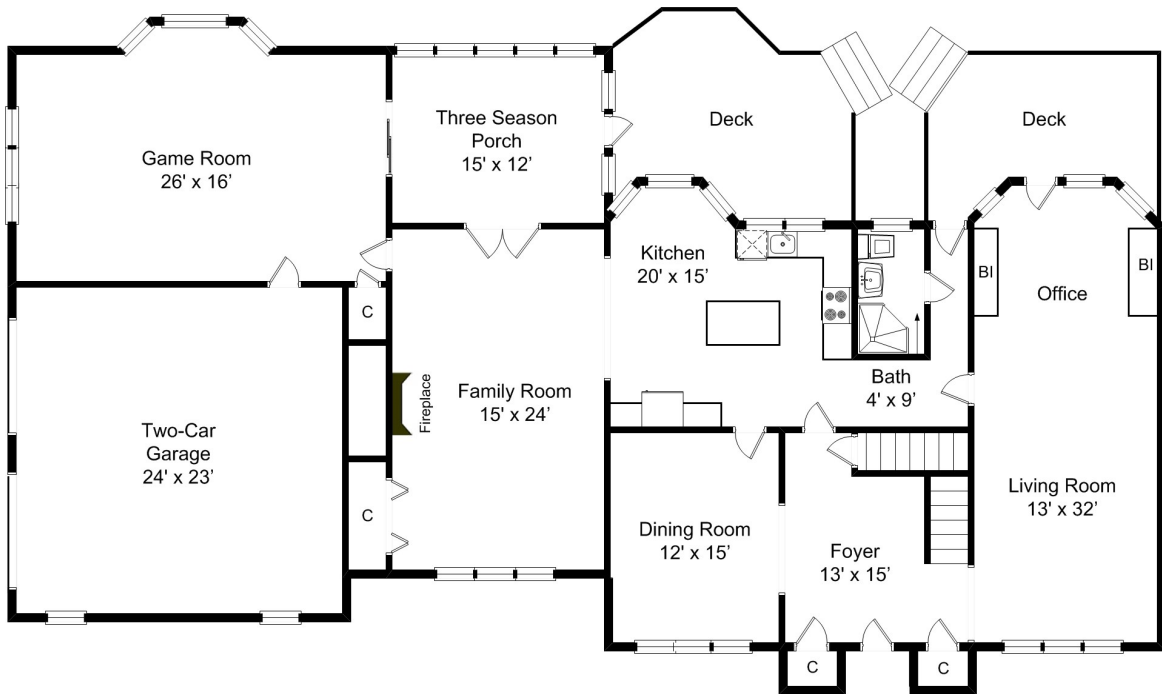 Game Room
26' x 16’
Three Season
Porch
15' x 12’
Deck
Deck
Kitchen
20' x 15’
BI
BI
Office
C
Fireplace
Family Room
15' x 24’
Bath
4' x 9’
Two-Car
Garage
24' x 23’
C
Dining Room
12' x 15’
Foyer
13' x 15’
Living Room
13' x 32’
C
C